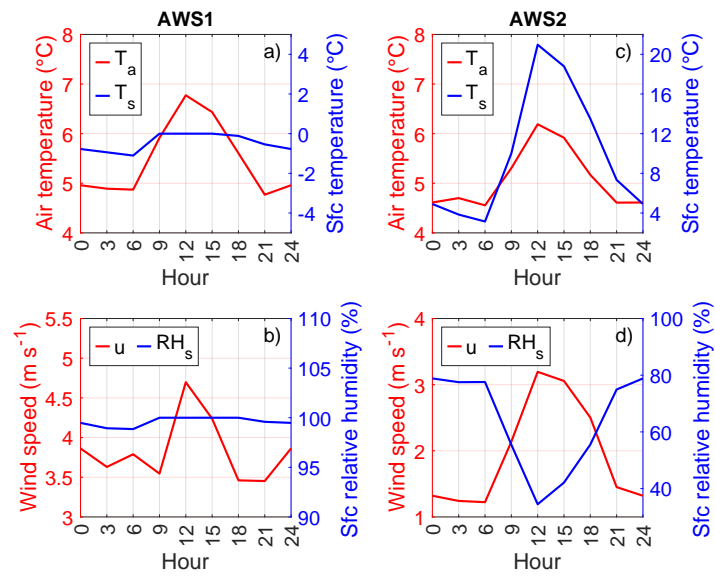 AWS1
AWS2
a)
T_a
T_s
Air temperature (°C)
8
7
6
5
4
Sfc temperature (°C)
4
2
0
-2
-4
0 3 6 9 12 15 18 21 24
Hour
c)
T_a
T_s
Air temperature (°C)
8
7
6
5
4
Sfc temperature (°C)
20
16
12
8
4
0 3 6 9 12 15 18 21 24
Hour
b)
u RH_s
Wind speed (m s^-1)
5.5
5
4.5
4
3.5
3
Sfc relative humidity (%)
110
105
100
95
90
0 3 6 9 12 15 18 21 24
Hour
d)
u RH_s
Wind speed (m s^-1)
4
3
2
1
Sfc relative humidity (%)
100
80
60
40
0 3 6 9 12 15 18 21 24
Hour